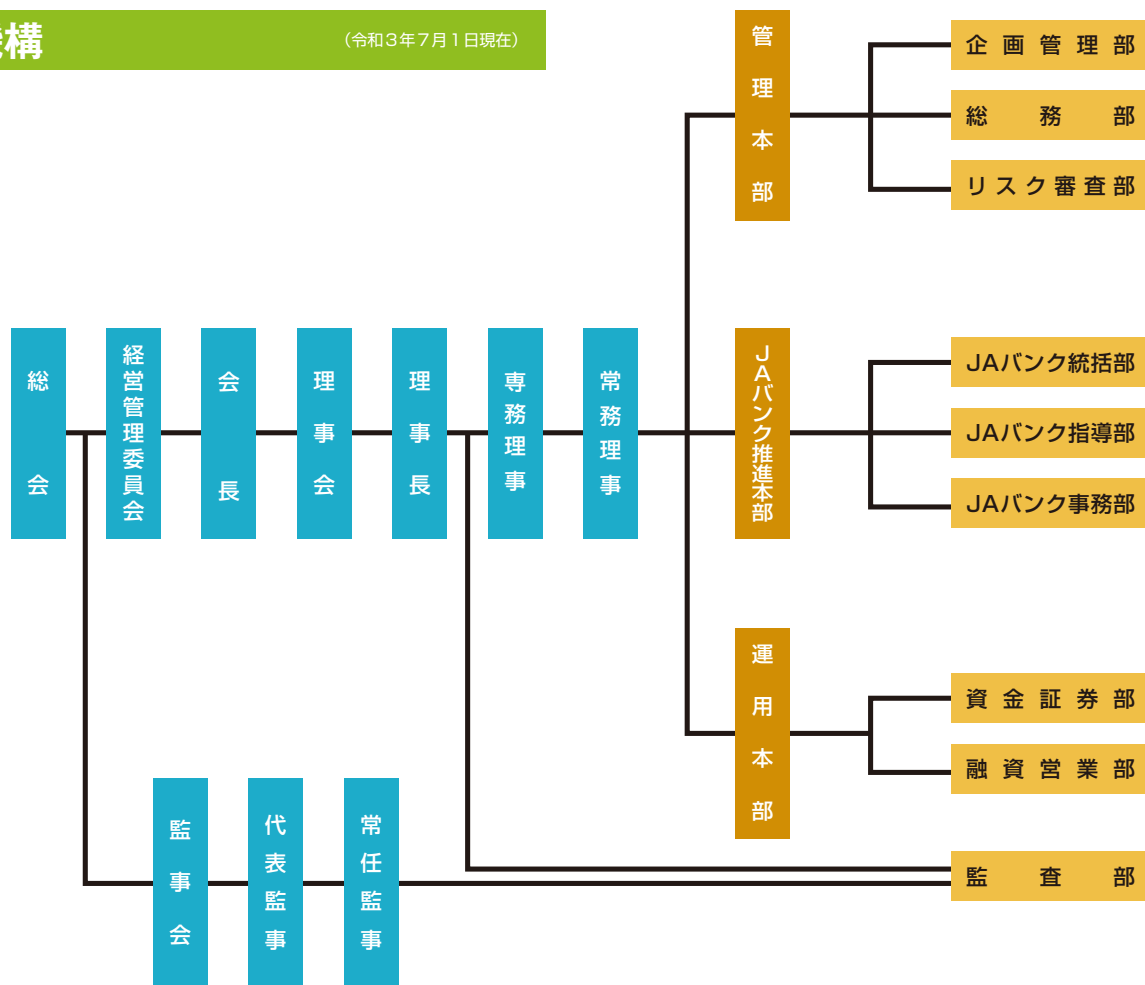 構
（令和3年7月1日現在）
総会
経営管理委員会
会長
理事会
理事長
専務理事
常務理事
管理本部
企画管理部
総務部
リスク審査部
JAバンク推進本部
JAバンク統括部
JAバンク指導部
JAバンク事務部
運用本部
資金証券部
融資営業部
監事会
代表監事
常任監事
監査部